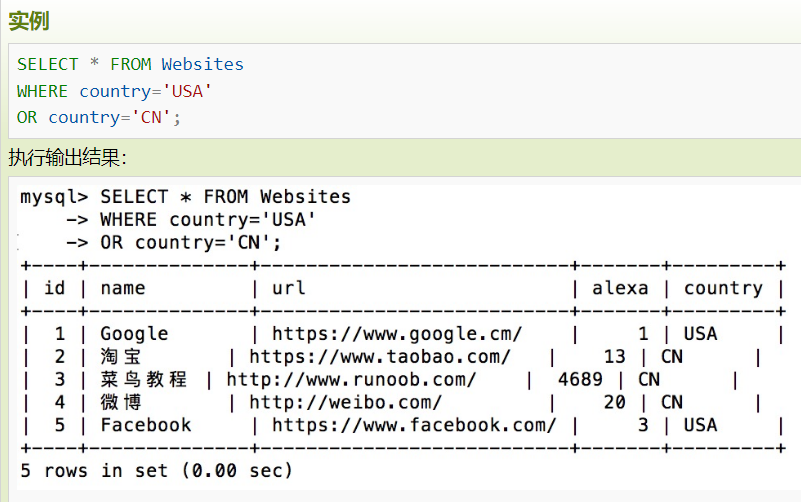 实例
SELECT * FROM Websites
WHERE country='USA'
OR country='CN';
执行输出结果：
mysql> SELECT * FROM Websites
    -> WHERE country='USA'
    -> OR country='CN';
+----+--------------+---------------------------+-------+---------+
| id | name         | url                       | alexa | country |
+----+--------------+---------------------------+-------+---------+
|  1 | Google       | https://www.google.cm/    |     1 | USA     |
|  2 | 淘宝       | https://www.taobao.com/   |    13 | CN      |
|  3 | 菜鸟教程 | http://www.runoob.com/    |  4689 | CN      |
|  4 | 微博       | http://weibo.com/         |    20 | CN      |
|  5 | Facebook     | https://www.facebook.com/ |     3 | USA     |
+----+--------------+---------------------------+-------+---------+
5 rows in set (0.00 sec)